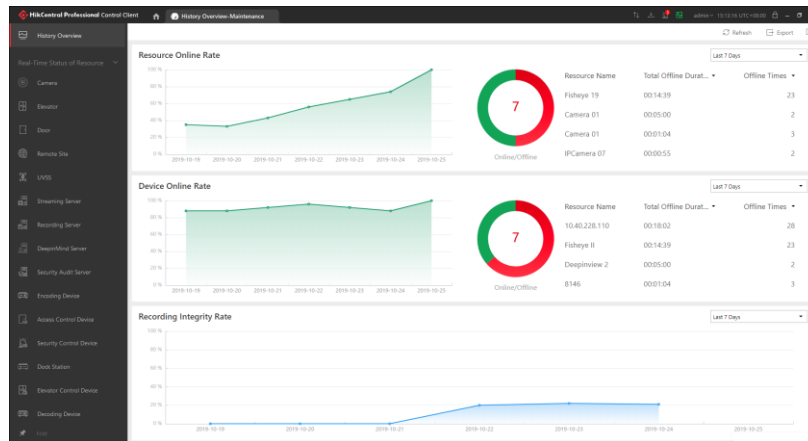 HikCentral Professional Control Client
History Overview-Maintenance
admin
15:13:16 UTC+08:00
History Overview
Refresh
Export
Real-Time Status of Resource
Camera
Elevator
Door
Remote Site
UVSS
Streaming Server
Recording Server
DeepinMind Server
Security Audit Server
Encoding Device
Access Control Device
Security Control Device
Dock Station
Elevator Control Device
Decoding Device
Resource Online Rate
Last 7 Days
100 %
80 %
60 %
40 %
20 %
0 %
2019-10-19 2019-10-20 2019-10-21 2019-10-22 2019-10-23 2019-10-24 2019-10-25
7
Online/Offline
Resource Name Total Offline Durat... Offline Times
Fisheye 19 00:14:39 23
Camera 01 00:05:00 2
Camera 01 00:01:04 3
IPCamera 07 00:00:55 2
Device Online Rate
Last 7 Days
100 %
80 %
60 %
40 %
20 %
0 %
2019-10-19 2019-10-20 2019-10-21 2019-10-22 2019-10-23 2019-10-24 2019-10-25
7
Online/Offline
Resource Name Total Offline Durat... Offline Times
10.40.228.110 00:18:02 28
Fisheye II 00:14:39 23
Deepinview 2 00:05:00 2
8146 00:01:04 3
Recording Integrity Rate
Last 7 Days
100 %
80 %
60 %
40 %
20 %
0 %
2019-10-19 2019-10-20 2019-10-21 2019-10-22 2019-10-23 2019-10-24 2019-10-25